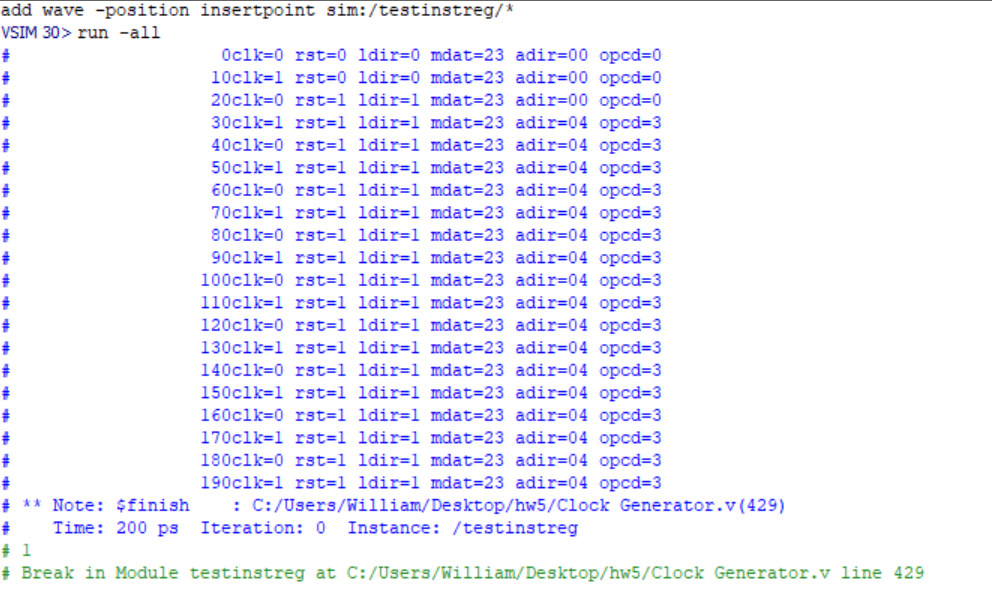 add wave -position insertpoint sim:/testinstreg/*
VSIM 30> run -all
# 0clk=0 rst=0 ldir=0 mdat=23 adir=00 opcd=0
# 10clk=1 rst=0 ldir=0 mdat=23 adir=00 opcd=0
# 20clk=0 rst=1 ldir=1 mdat=23 adir=00 opcd=0
# 30clk=1 rst=1 ldir=1 mdat=23 adir=04 opcd=3
# 40clk=0 rst=1 ldir=1 mdat=23 adir=04 opcd=3
# 50clk=1 rst=1 ldir=1 mdat=23 adir=04 opcd=3
# 60clk=0 rst=1 ldir=1 mdat=23 adir=04 opcd=3
# 70clk=1 rst=1 ldir=1 mdat=23 adir=04 opcd=3
# 80clk=0 rst=1 ldir=1 mdat=23 adir=04 opcd=3
# 90clk=1 rst=1 ldir=1 mdat=23 adir=04 opcd=3
# 100clk=0 rst=1 ldir=1 mdat=23 adir=04 opcd=3
# 110clk=1 rst=1 ldir=1 mdat=23 adir=04 opcd=3
# 120clk=0 rst=1 ldir=1 mdat=23 adir=04 opcd=3
# 130clk=1 rst=1 ldir=1 mdat=23 adir=04 opcd=3
# 140clk=0 rst=1 ldir=1 mdat=23 adir=04 opcd=3
# 150clk=1 rst=1 ldir=1 mdat=23 adir=04 opcd=3
# 160clk=0 rst=1 ldir=1 mdat=23 adir=04 opcd=3
# 170clk=1 rst=1 ldir=1 mdat=23 adir=04 opcd=3
# 180clk=0 rst=1 ldir=1 mdat=23 adir=04 opcd=3
# 190clk=1 rst=1 ldir=1 mdat=23 adir=04 opcd=3
# ** Note: $finish    : C:/Users/William/Desktop/hw5/Clock Generator.v(429)
#    Time: 200 ps  Iteration: 0  Instance: /testinstreg
# 1
# Break in Module testinstreg at C:/Users/William/Desktop/hw5/Clock Generator.v line 429